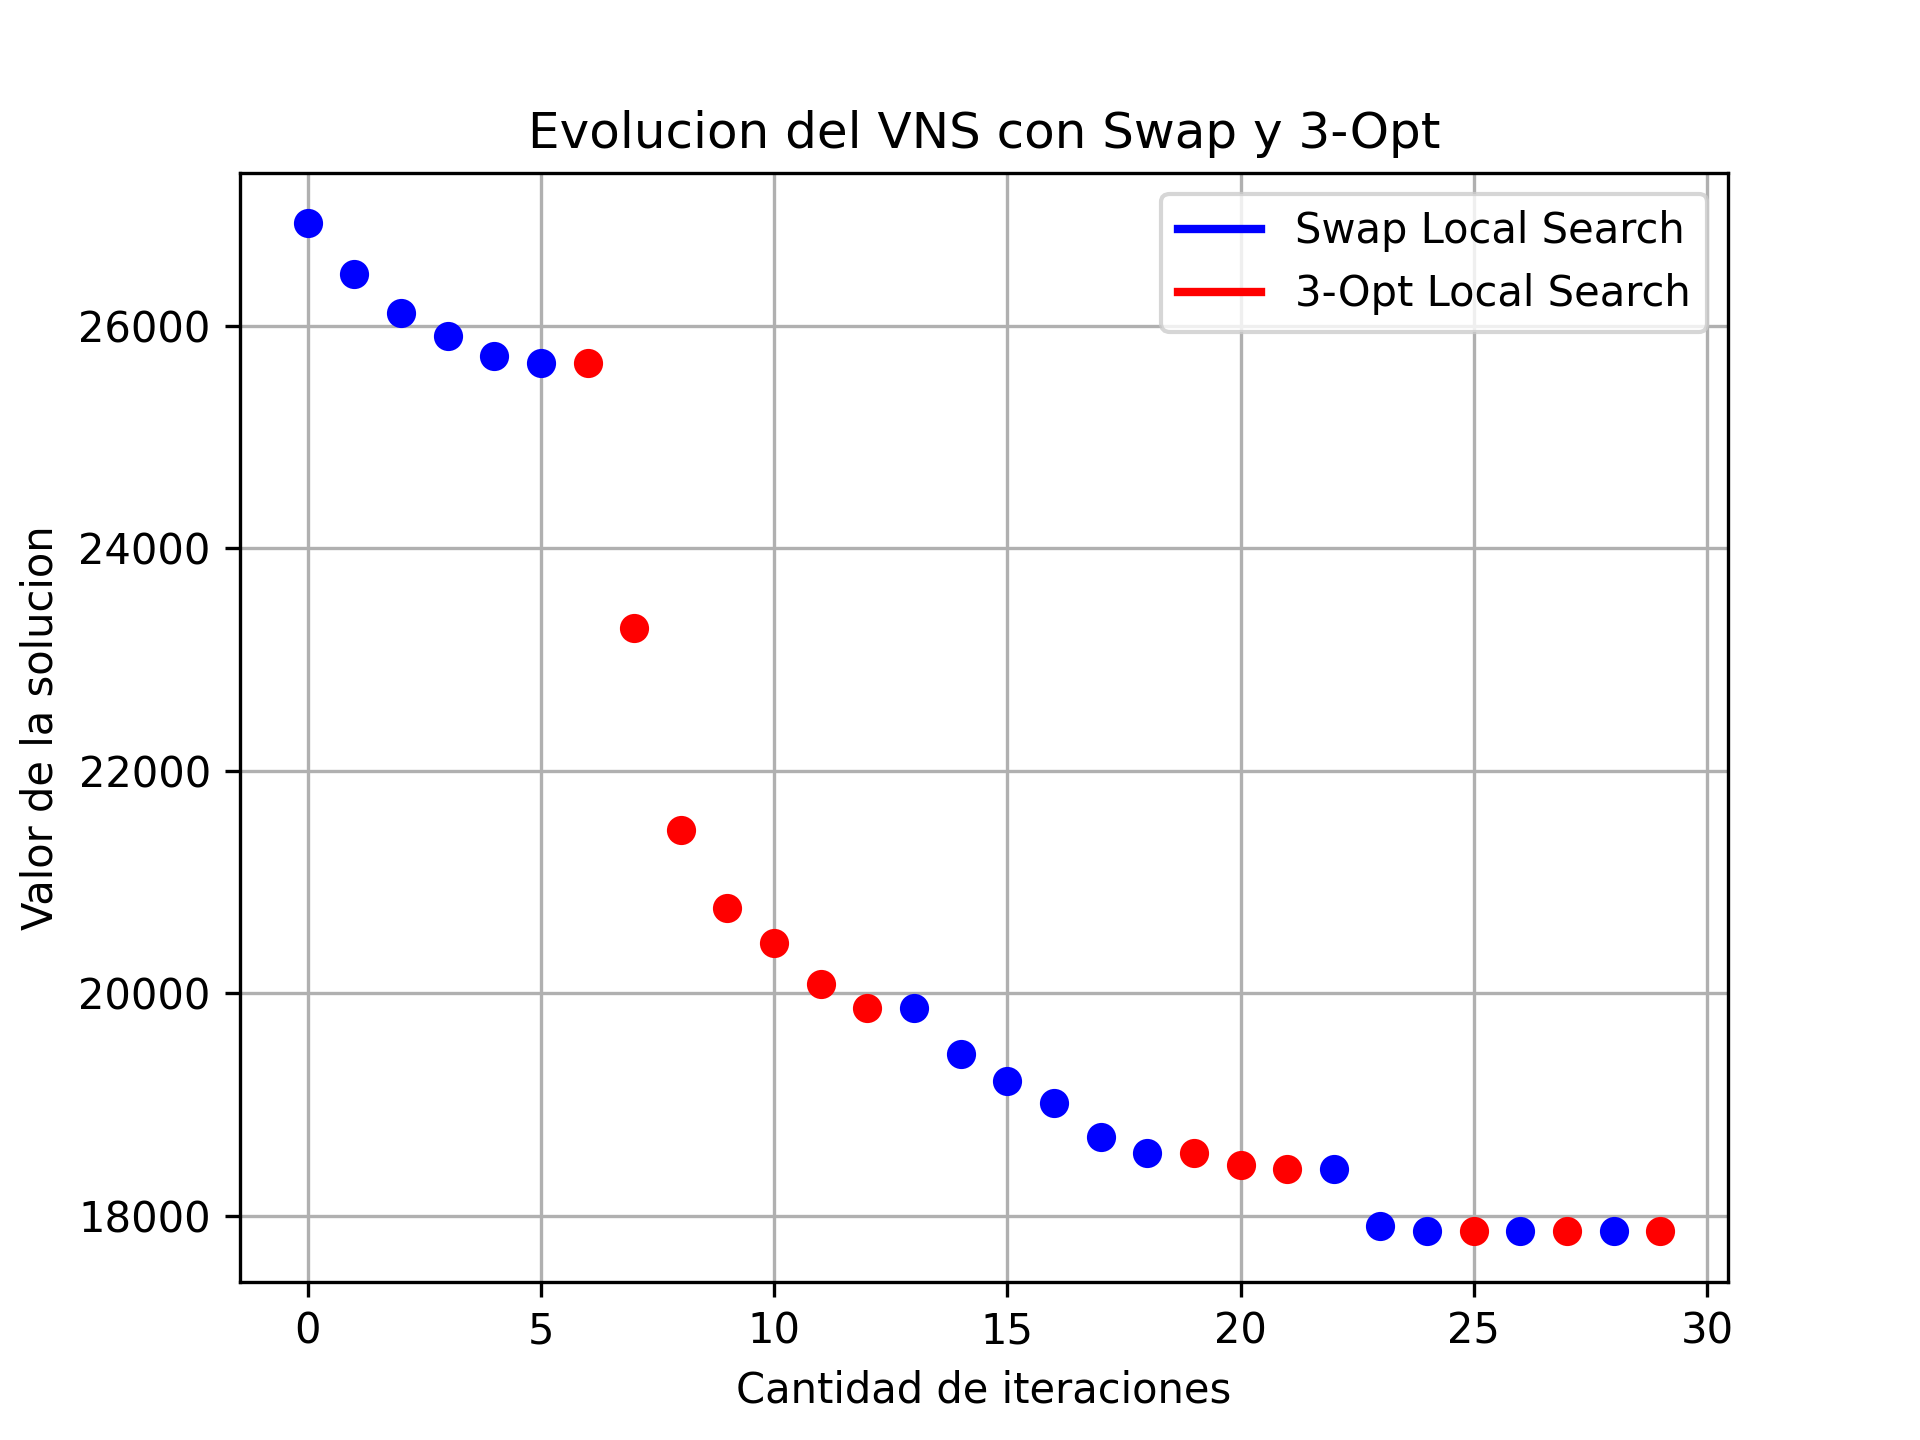 Evolucion del VNS con Swap y 3-Opt
Swap Local Search
3-Opt Local Search
Valor de la solucion
26000
24000
22000
20000
18000
0 5 10 15 20 25 30
Cantidad de iteraciones